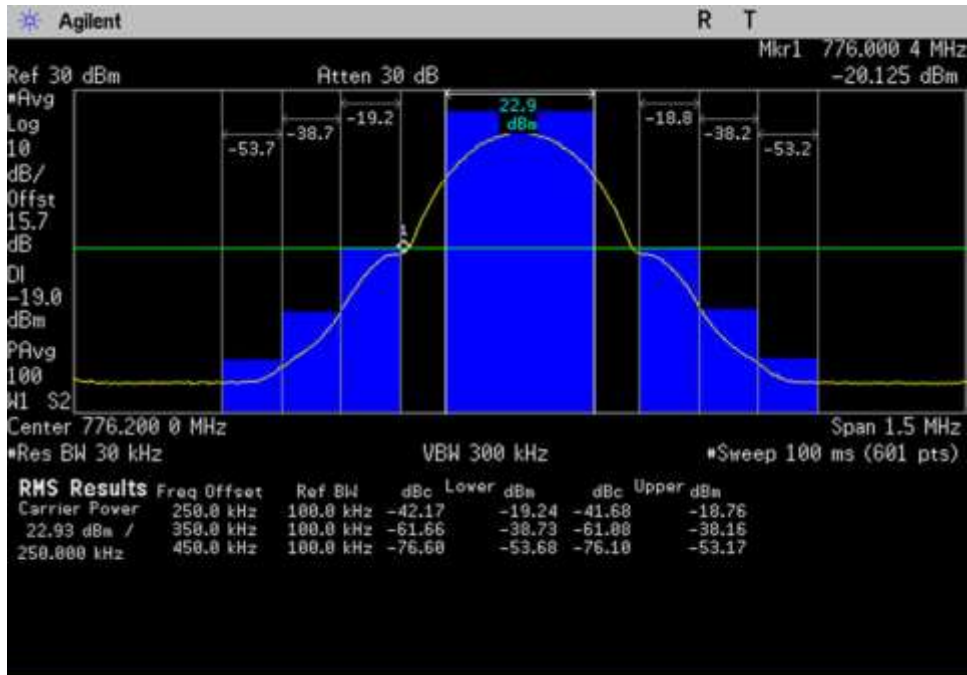 Agilent R T
Mkr1 776.000 4 MHz
Ref 30 dBm Atten 30 dB -20.125 dBm
#Avg
Log
10
dB/
Offst
15.7
dB
DI
-19.0
dBm
PAvg
100
W1 S2
-53.7 -38.7 -19.2 22.9 dBm -18.8 -38.2 -53.2
1
Center 776.200 0 MHz Span 1.5 MHz
#Res BW 30 kHz VBW 300 kHz #Sweep 100 ms (601 pts)
RMS Results Freq Offset Ref BW dBc Lower dBm dBc Upper dBm
Carrier Power 250.0 kHz 100.0 kHz -42.17 -19.24 -41.68 -18.76
22.93 dBm / 350.0 kHz 100.0 kHz -61.66 -38.73 -61.08 -38.16
250.000 kHz 450.0 kHz 100.0 kHz -76.60 -53.68 -76.10 -53.17